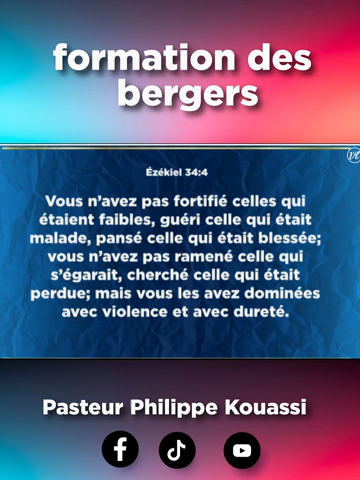 formation des
bergers
Ézékiel 34:4
Vous n’avez pas fortifié celles qui
étaient faibles, guéri celle qui était
malade, pansé celle qui était blessée;
vous n’avez pas ramené celle qui
s’égarait, cherché celle qui était
perdue; mais vous les avez dominées
avec violence et avec dureté.
Pasteur Philippe Kouassi